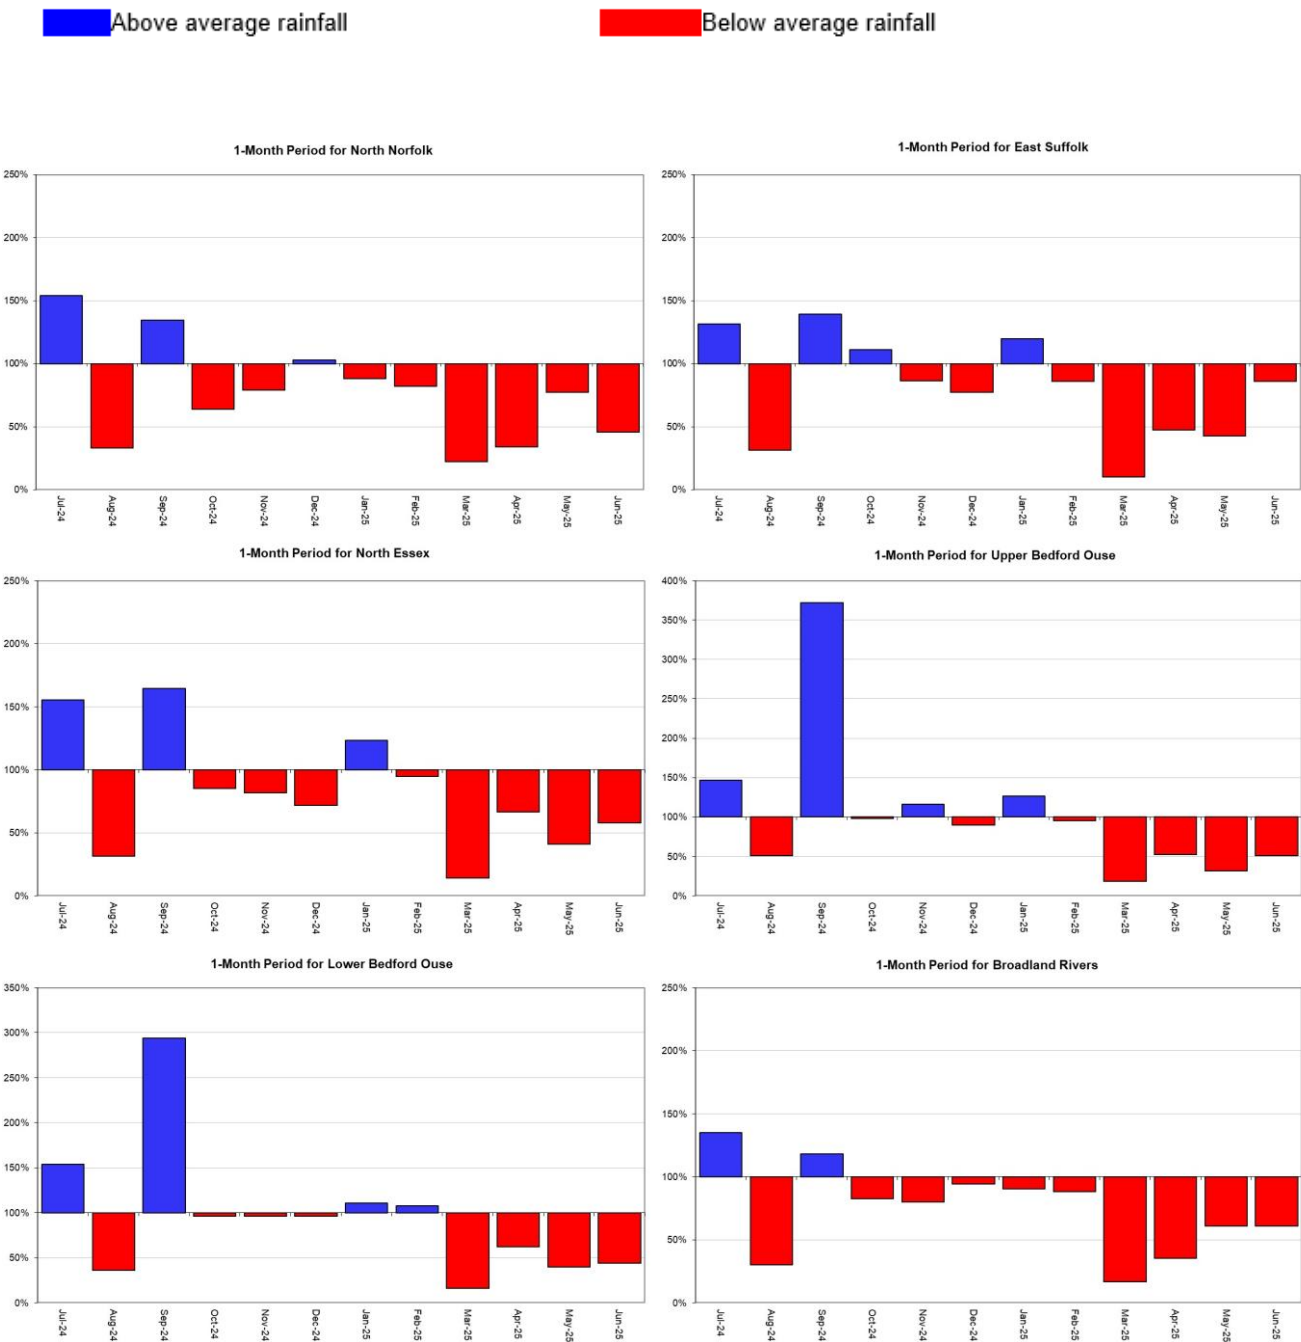 Above average rainfall
Below average rainfall
1-Month Period for North Norfolk
250%
200%
150%
100%
50%
0%
Jul-24
Aug-24
Sep-24
Oct-24
Nov-24
Dec-24
Jan-25
Feb-25
Mar-25
Apr-25
May-25
Jun-25
1-Month Period for East Suffolk
250%
200%
150%
100%
50%
0%
Jul-24
Aug-24
Sep-24
Oct-24
Nov-24
Dec-24
Jan-25
Feb-25
Mar-25
Apr-25
May-25
Jun-25
1-Month Period for North Essex
250%
200%
150%
100%
50%
0%
Jul-24
Aug-24
Sep-24
Oct-24
Nov-24
Dec-24
Jan-25
Feb-25
Mar-25
Apr-25
May-25
Jun-25
1-Month Period for Upper Bedford Ouse
400%
350%
300%
250%
200%
150%
100%
50%
0%
Jul-24
Aug-24
Sep-24
Oct-24
Nov-24
Dec-24
Jan-25
Feb-25
Mar-25
Apr-25
May-25
Jun-25
1-Month Period for Lower Bedford Ouse
350%
300%
250%
200%
150%
100%
50%
0%
Jul-24
Aug-24
Sep-24
Oct-24
Nov-24
Dec-24
Jan-25
Feb-25
Mar-25
Apr-25
May-25
Jun-25
1-Month Period for Broadland Rivers
250%
200%
150%
100%
50%
0%
Jul-24
Aug-24
Sep-24
Oct-24
Nov-24
Dec-24
Jan-25
Feb-25
Mar-25
Apr-25
May-25
Jun-25